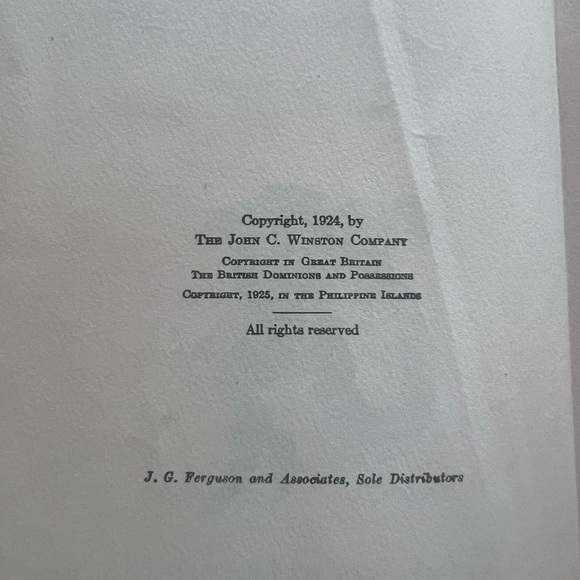 Copyright, 1924, by
The John C. Winston Company
Copyright in Great Britain
The British Dominions and Possessions
Copyright, 1925, in the Philippine Islands
All rights reserved
J. G. Ferguson and Associates, Sole Distributors